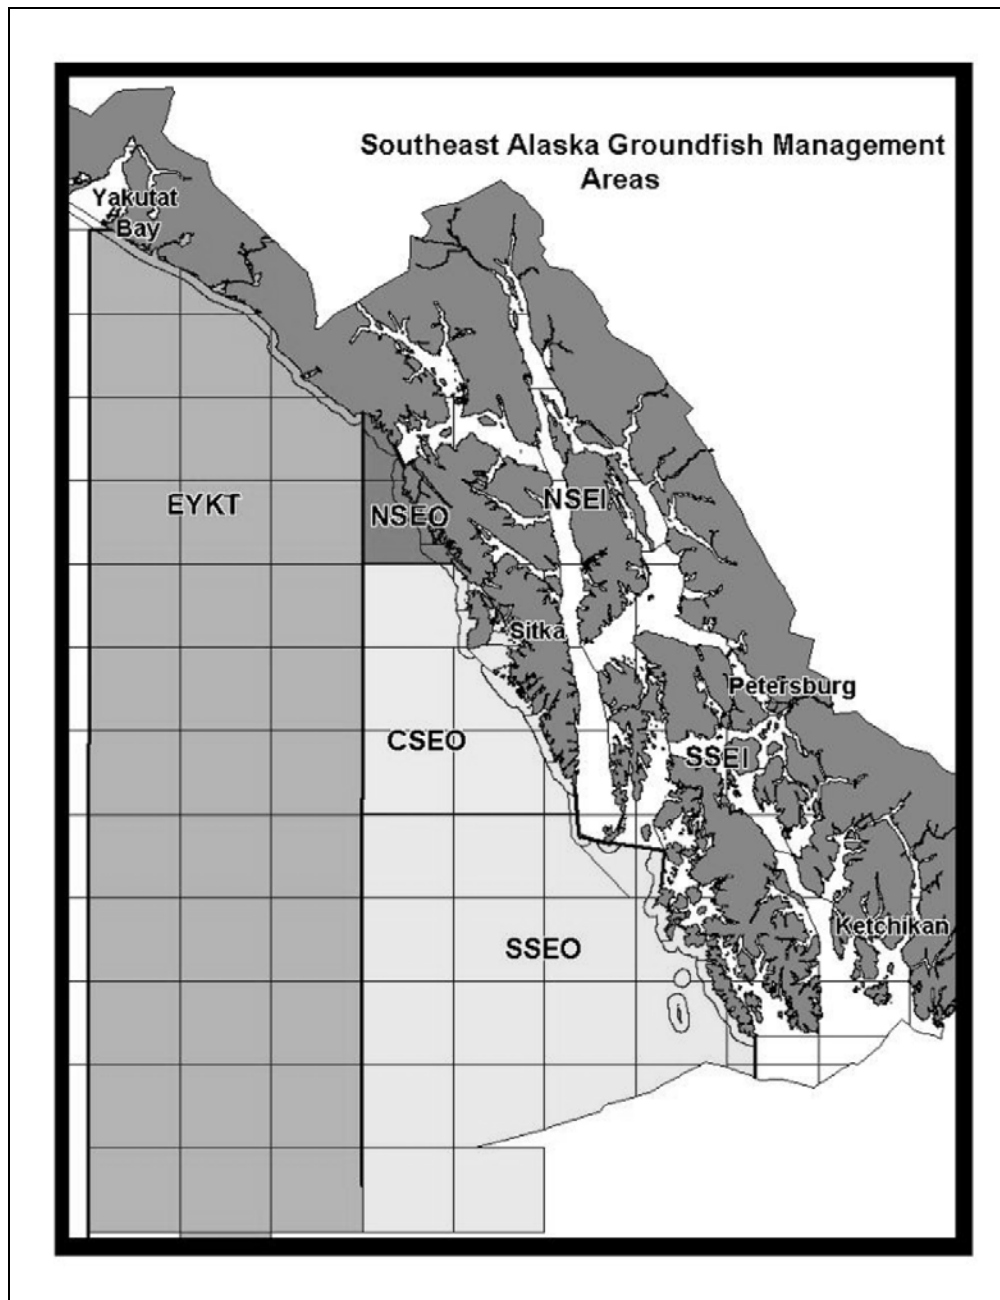 Southeast Alaska Groundfish Management
Areas
Yakutat
Bay
EYKT
NSEO
NSEI
Sitka
Petersburg
CSEO
SSEI
Ketchikan
SSEO